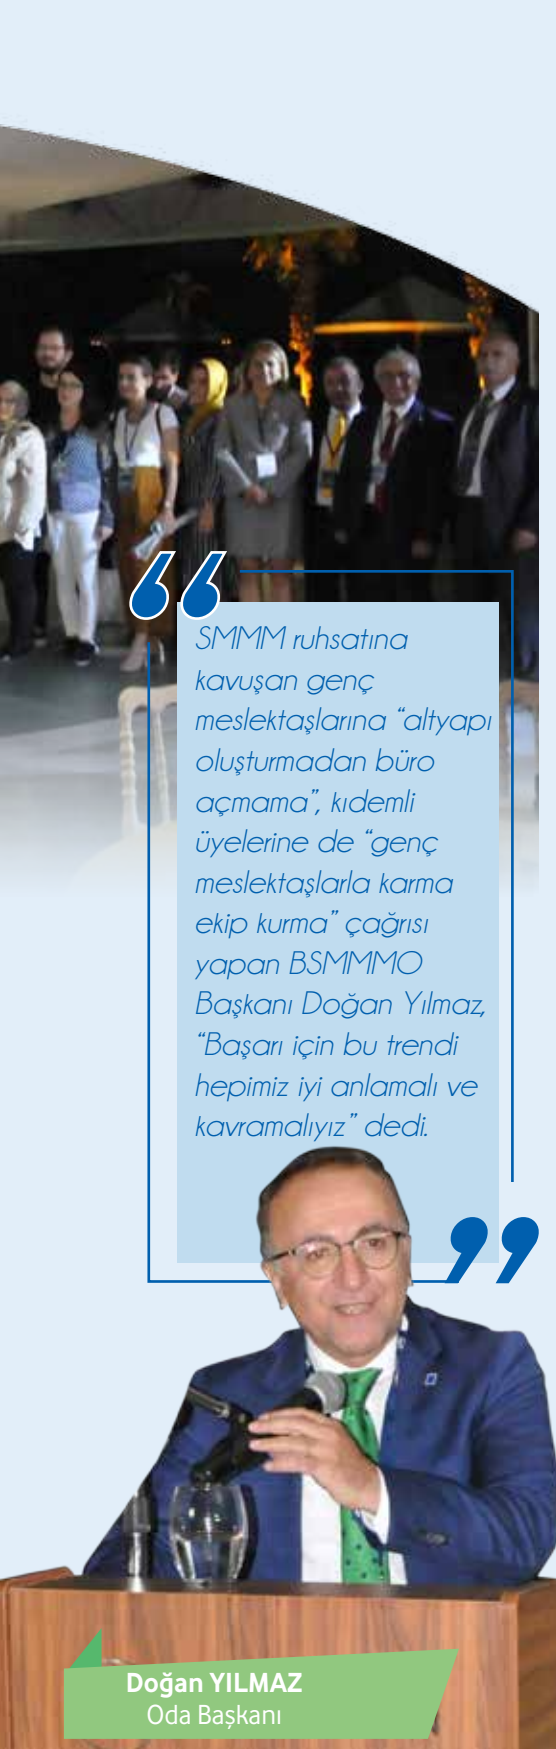 “
SMMM ruhsatına
kavuşan genç
meslektaşlarına “altyapı
oluşturmadan büro
açmama”, kıdemli
üyelerine de “genç
meslektaşlarla karma
ekip kurma” çağrısı
yapan BSMMMO
Başkanı Doğan Yılmaz,
“Başarı için bu trendi
hepimiz iyi anlamalı ve
kavramalıyız” dedi.
”
Doğan YILMAZ
Oda Başkanı